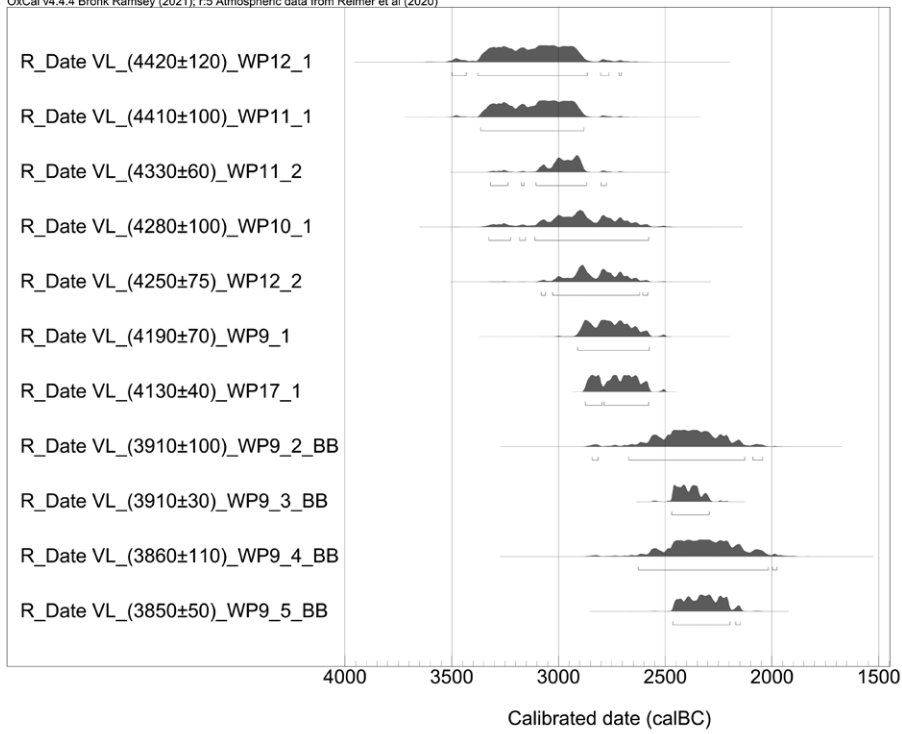 OxCal v4.4.4 Bronk Ramsey (2021); r:5 Atmospheric data from Reimer et al (2020)
R_Date VL_(4420±120)_WP12_1
R_Date VL_(4410±100)_WP11_1
R_Date VL_(4330±60)_WP11_2
R_Date VL_(4280±100)_WP10_1
R_Date VL_(4250±75)_WP12_2
R_Date VL_(4190±70)_WP9_1
R_Date VL_(4130±40)_WP17_1
R_Date VL_(3910±100)_WP9_2_BB
R_Date VL_(3910±30)_WP9_3_BB
R_Date VL_(3860±110)_WP9_4_BB
R_Date VL_(3850±50)_WP9_5_BB
4000 3500 3000 2500 2000 1500
Calibrated date (calBC)